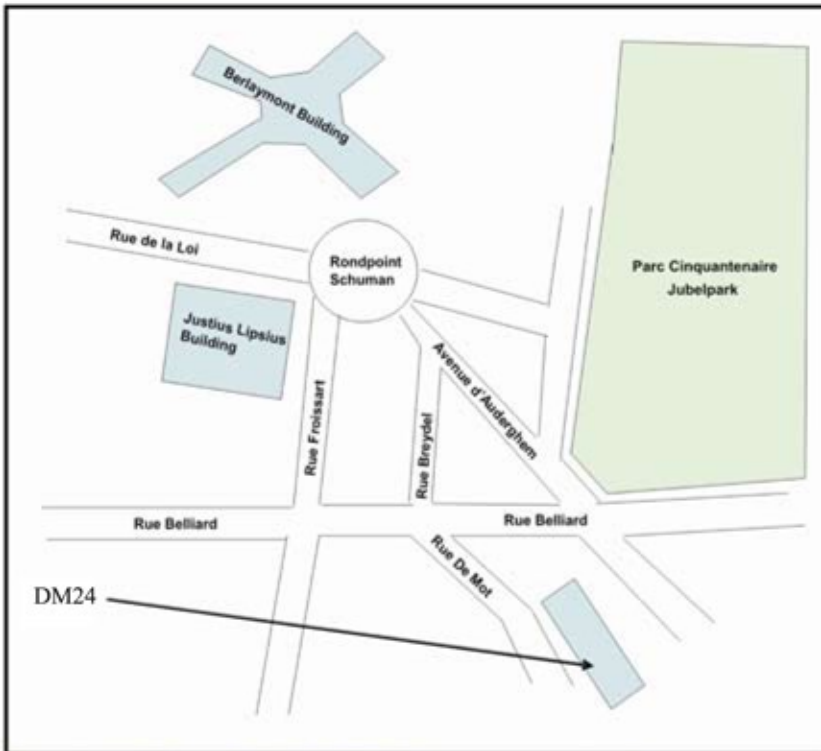 Berlaymont Building
Rue de la Loi
Rondpoint
Schuman
Parc Cinquantenaire
Jubelpark
Justius Lipsius
Building
Avenue d'Auderghem
Rue Froissart
Rue Breydel
Rue Belliard
Rue Belliard
Rue De Mot
DM24